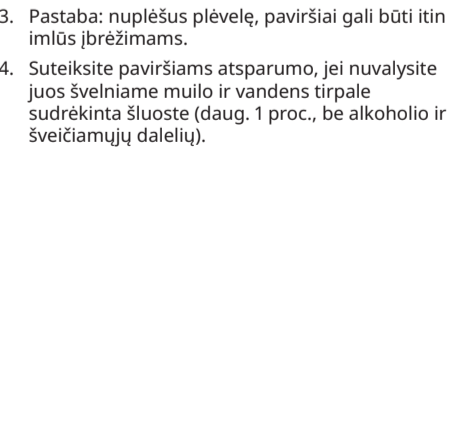 3. Pastaba: nuplėšus plėvelę, paviršiai gali būti itin
imlūs įbrėžimams.
4. Suteiksite paviršiams atsparumo, jei nuvalysite
juos švelniame muilo ir vandens tirpale
sudrėkinta šluoste (daug. 1 proc., be alkoholio ir
šveičiamųjų dalelių).